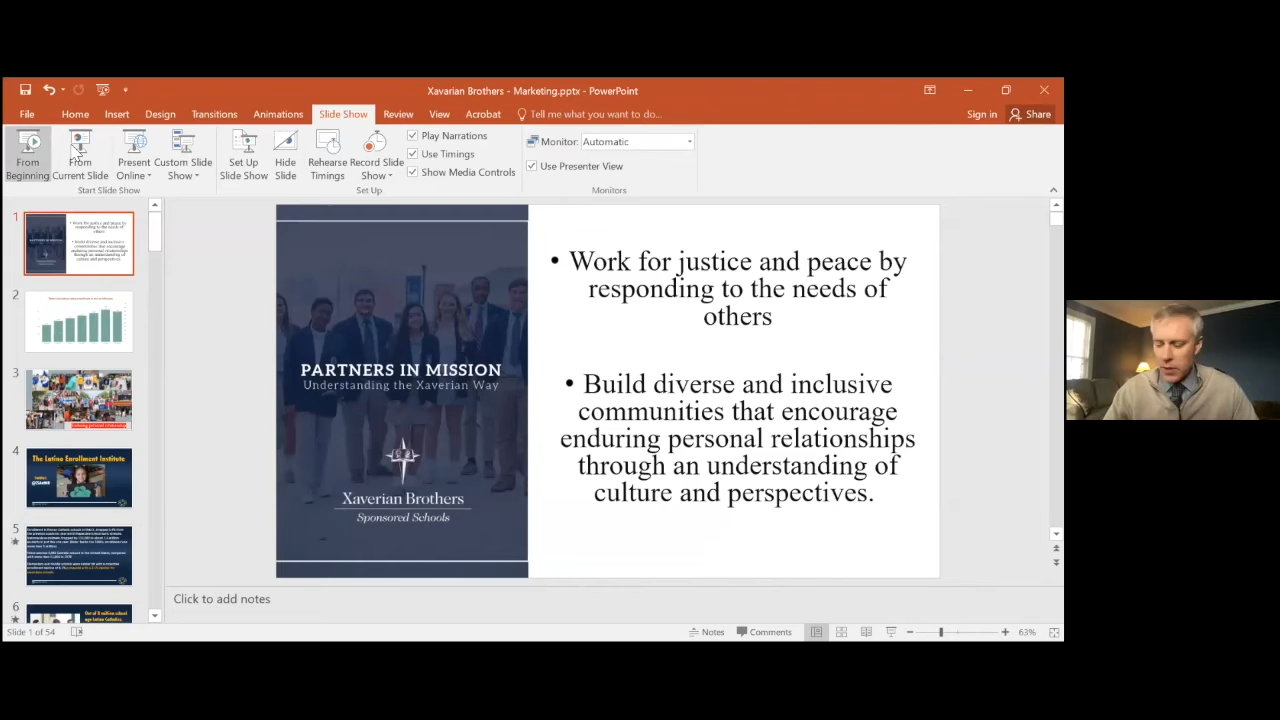 Xavarian Brothers - Marketing.pptx - PowerPoint
File Home Insert Design Transitions Animations Slide Show Review View Acrobat Tell me what you want to do... Sign in Share
From Beginning
From Current Slide
Present Online
Custom Slide Show
Start Slide Show
Set Up Slide Show
Hide Slide
Rehearse Timings
Record Slide Show
Play Narrations
Use Timings
Show Media Controls
Set Up
Monitor: Automatic
Use Presenter View
Monitors
1
2
3
4
The Latino Enrollment Institute
5
6
PARTNERS IN MISSION
Understanding the Xaverian Way
Xaverian Brothers
Sponsored Schools
• Work for justice and peace by
responding to the needs of
others
• Build diverse and inclusive
communities that encourage
enduring personal relationships
through an understanding of
culture and perspectives.
Click to add notes
Slide 1 of 54 Notes Comments 63%